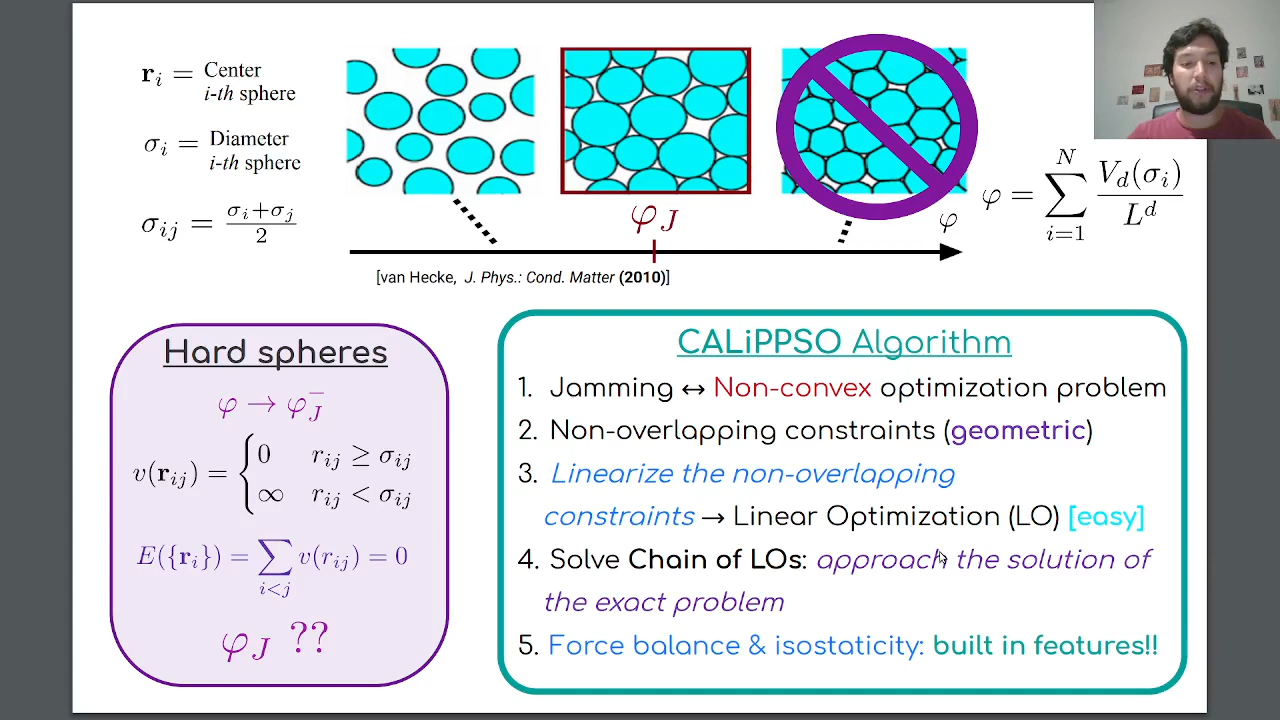 r_i = Center
i-th sphere
σ_i = Diameter
i-th sphere
σ_ij = (σ_i+σ_j)/2
φ_J
φ
φ = ∑_{i=1}^{N} V_d(σ_i)/L^d
[van Hecke, J. Phys.: Cond. Matter (2010)]
Hard spheres
φ → φ_J^−
v(r_ij) = { 0 r_ij ≥ σ_ij
∞ r_ij < σ_ij
E({r_i}) = ∑_{i<j} v(r_ij) = 0
φ_J ??
CALiPPSO Algorithm
1. Jamming ↔ Non-convex optimization problem
2. Non-overlapping constraints (geometric)
3. Linearize the non-overlapping
constraints → Linear Optimization (LO) [easy]
4. Solve Chain of LOs: approach the solution of
the exact problem
5. Force balance & isostaticity: built in features!!